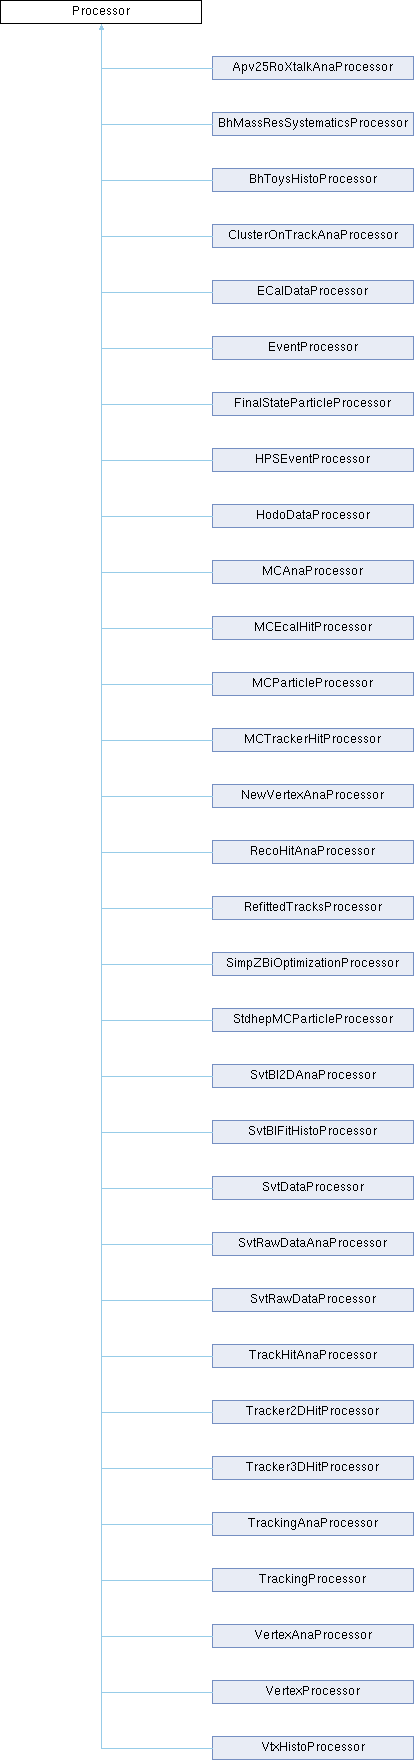 Processor
Apv25RoXtalkAnaProcessor
BhMassResSystematicsProcessor
BhToysHistoProcessor
ClusterOnTrackAnaProcessor
ECalDataProcessor
EventProcessor
FinalStateParticleProcessor
HPSEventProcessor
HodoDataProcessor
MCAnaProcessor
MCEcalHitProcessor
MCParticleProcessor
MCTrackerHitProcessor
NewVertexAnaProcessor
RecoHitAnaProcessor
RefittedTracksProcessor
SimpZBiOptimizationProcessor
StdhepMCParticleProcessor
SvtBl2DAnaProcessor
SvtBlFitHistoProcessor
SvtDataProcessor
SvtRawDataAnaProcessor
SvtRawDataProcessor
TrackHitAnaProcessor
Tracker2DHitProcessor
Tracker3DHitProcessor
TrackingAnaProcessor
TrackingProcessor
VertexAnaProcessor
VertexProcessor
VtxHistoProcessor